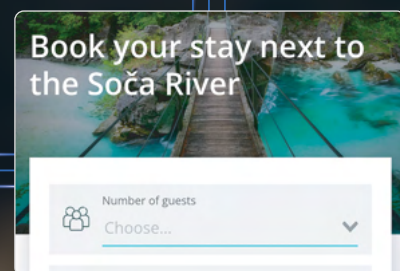 Book your stay next to
the Soča River
Number of guests
Choose...